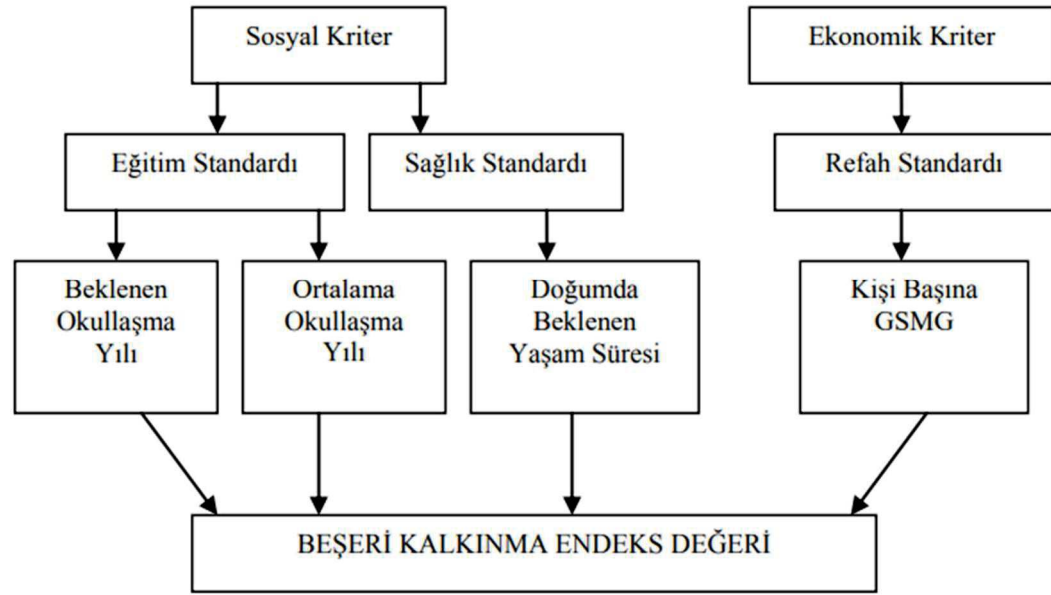 Sosyal Kriter
Ekonomik Kriter
Eğitim Standardı
Sağlık Standardı
Refah Standardı
Beklenen
Okullaşma
Yılı
Ortalama
Okullaşma
Yılı
Doğumda
Beklenen
Yaşam Süresi
Kişi Başına
GSMG
BEŞERİ KALKINMA ENDEKS DEĞERİ